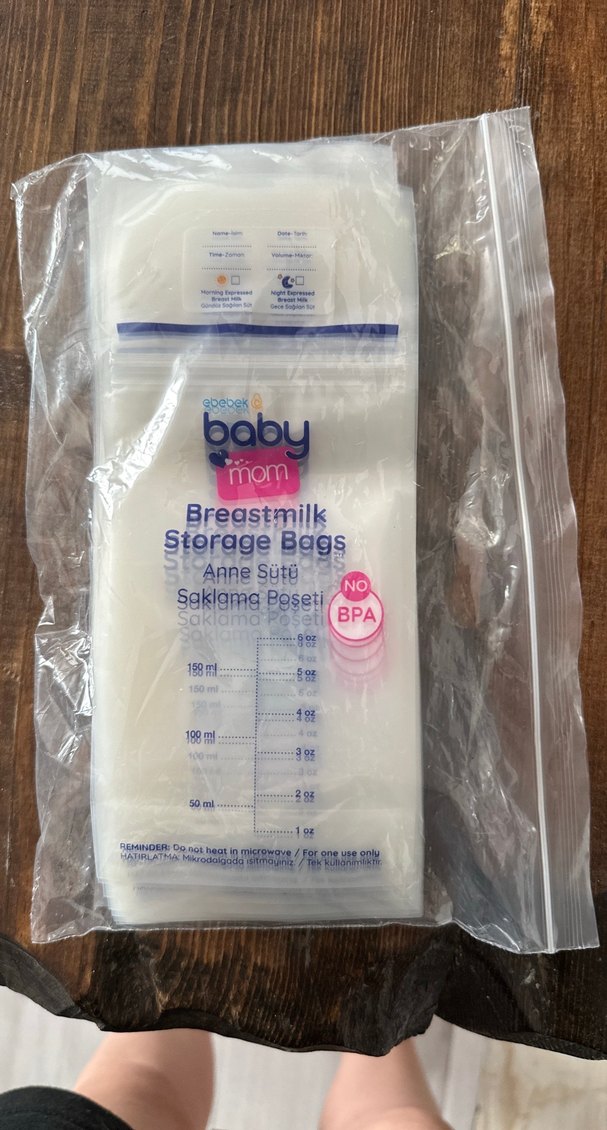 Name-İsim
Date-Tarih
Time-Zaman
Volume-Miktar
Morning Expressed
Breast Milk
Gündüz Sağılan Süt
Night Expressed
Breast Milk
Gece Sağılan Süt
ebebek
baby
mom
Breastmilk
Storage Bags
Anne Sütü
Saklama Poşeti
NO
BPA
6 oz
150 ml
5 oz
4 oz
100 ml
3 oz
2 oz
50 ml
1 oz
REMINDER: Do not heat in microwave / For one use only
HATIRLATMA: Mikrodalgada ısıtmayınız / Tek kullanımlıktır.